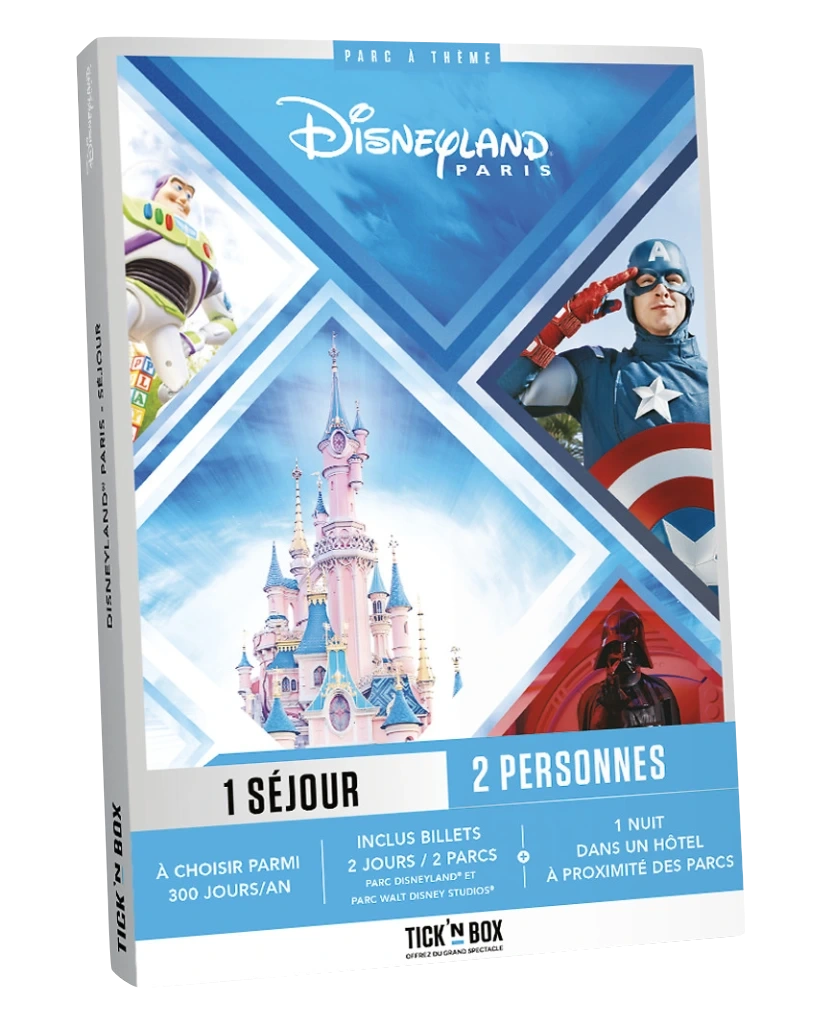 PARC À THÈME
DISNEYLAND
PARIS
A
PLA
1 SÉJOUR
2 PERSONNES
À CHOISIR PARMI
300 JOURS/AN
INCLUS BILLETS
2 JOURS / 2 PARCS
PARC DISNEYLAND® ET
PARC WALT DISNEY STUDIOS®
+
1 NUIT
DANS UN HÔTEL
À PROXIMITÉ DES PARCS
TICK'N BOX
OFFREZ DU GRAND SPECTACLE
DISNEYLAND® PARIS - SÉJOUR
TICK'N BOX